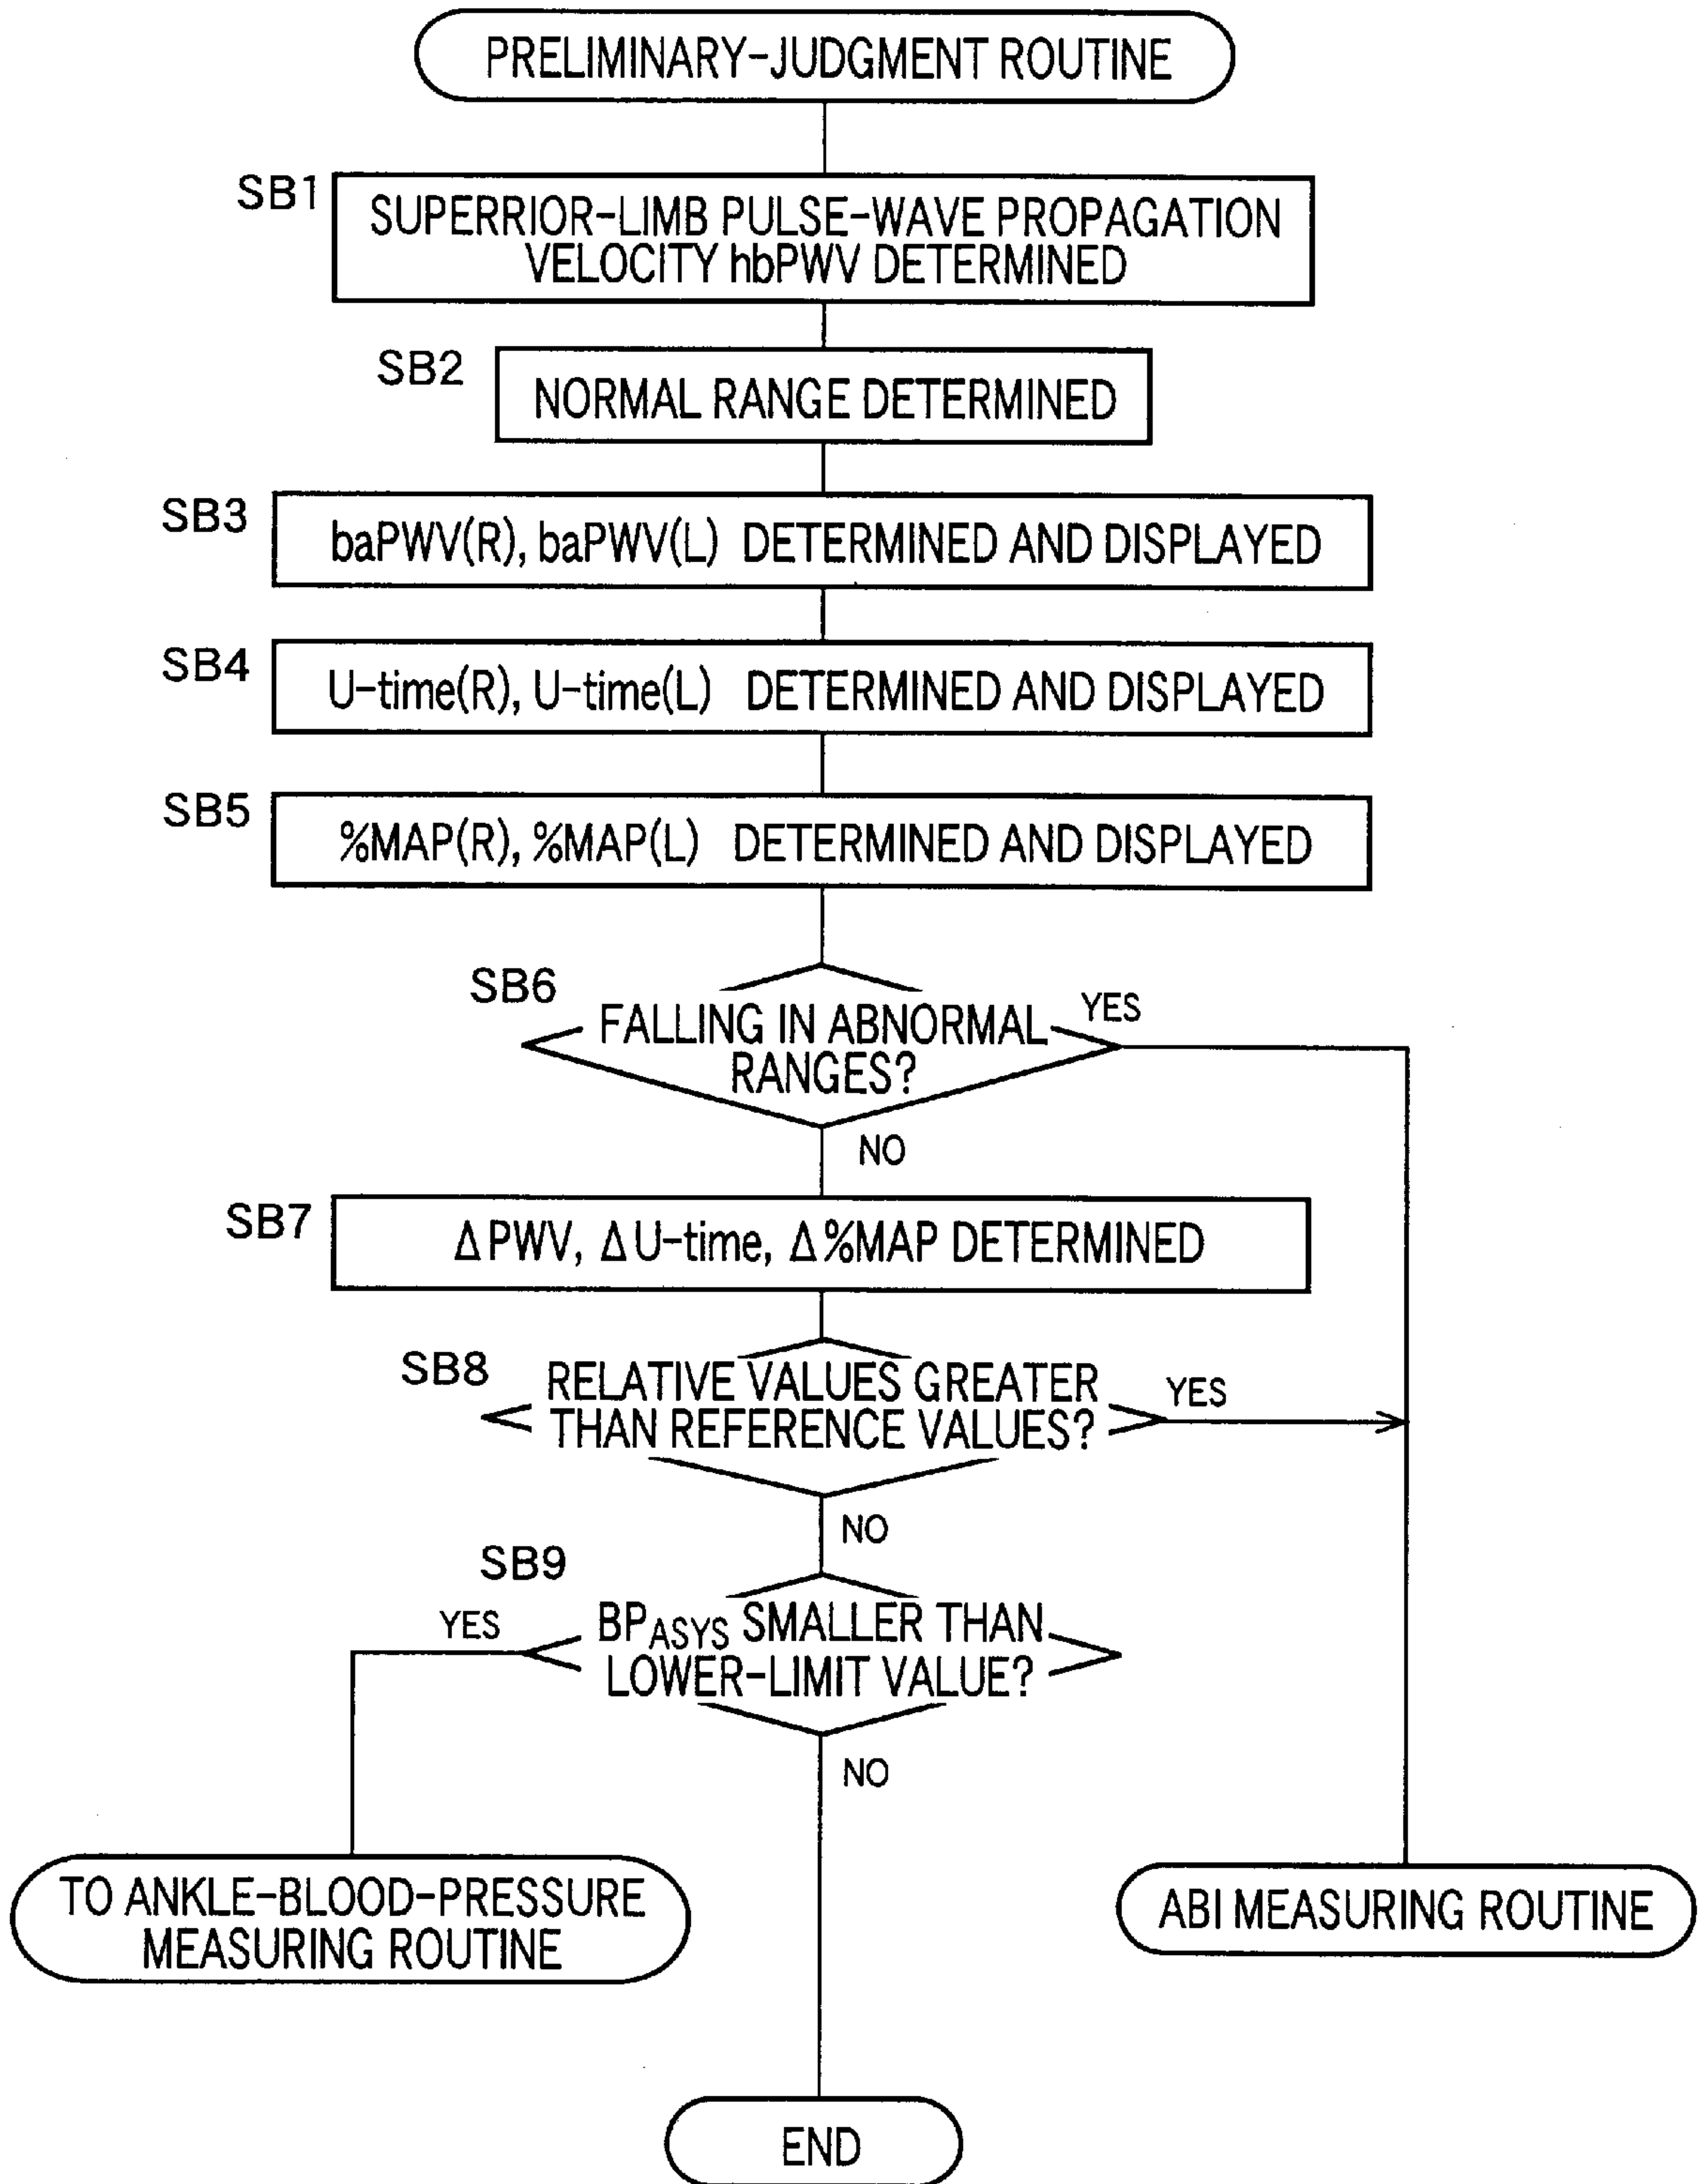 PRELIMINARY-JUDGMENT ROUTINE
SB1
SUPERRIOR-LIMB PULSE-WAVE PROPAGATION
VELOCITY hbPWV DETERMINED
SB2
NORMAL RANGE DETERMINED
SB3
baPWV(R), baPWV(L) DETERMINED AND DISPLAYED
SB4
U-time(R), U-time(L) DETERMINED AND DISPLAYED
SB5
%MAP(R), %MAP(L) DETERMINED AND DISPLAYED
SB6
FALLING IN ABNORMAL
RANGES?
YES
NO
SB7
ΔPWV, ΔU-time, Δ%MAP DETERMINED
SB8
RELATIVE VALUES GREATER
THAN REFERENCE VALUES?
YES
NO
SB9
YES
BPASYS SMALLER THAN
LOWER-LIMIT VALUE?
NO
TO ANKLE-BLOOD-PRESSURE
MEASURING ROUTINE
ABI MEASURING ROUTINE
END